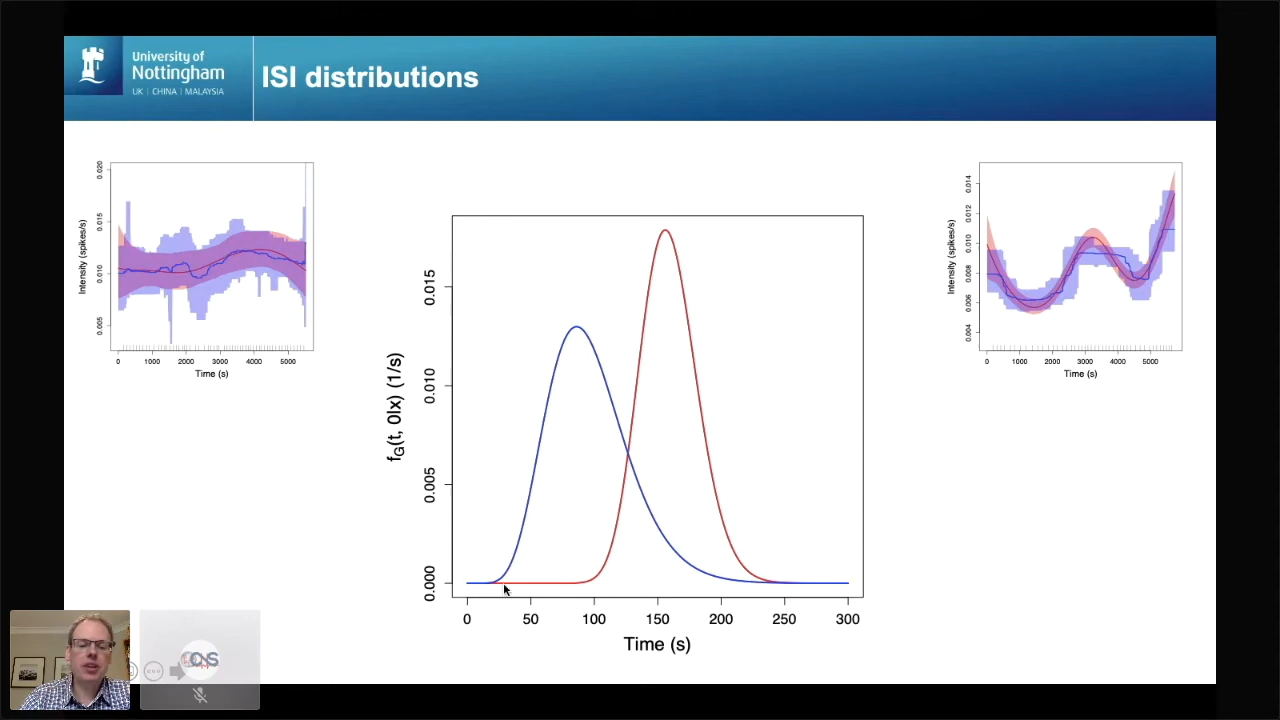 University of
Nottingham
UK | CHINA | MALAYSIA
ISI distributions
Intensity (spikes/s)
0.020
0.015
0.010
0.005
0 1000 2000 3000 4000 5000
Time (s)
fG(t, 0|x) (1/s)
0.015
0.010
0.005
0.000
0 50 100 150 200 250 300
Time (s)
Intensity (spikes/s)
0.014
0.012
0.010
0.008
0.006
0.004
0 1000 2000 3000 4000 5000
Time (s)